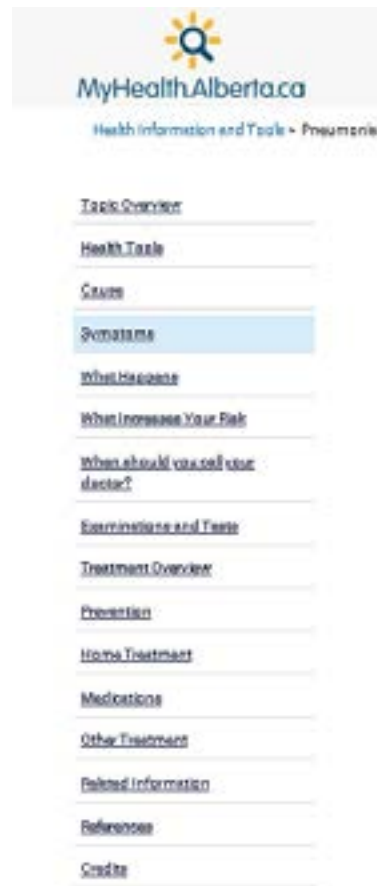 MyHealth.Alberta.ca
Health Information and Tools > Pneumonia
Topic Overview
Health Tools
Cause
Symptoms
What Happens
What Increases Your Risk
When should you call your
doctor?
Examinations and Tests
Treatment Overview
Prevention
Home Treatment
Medications
Other Treatment
Related Information
References
Credits